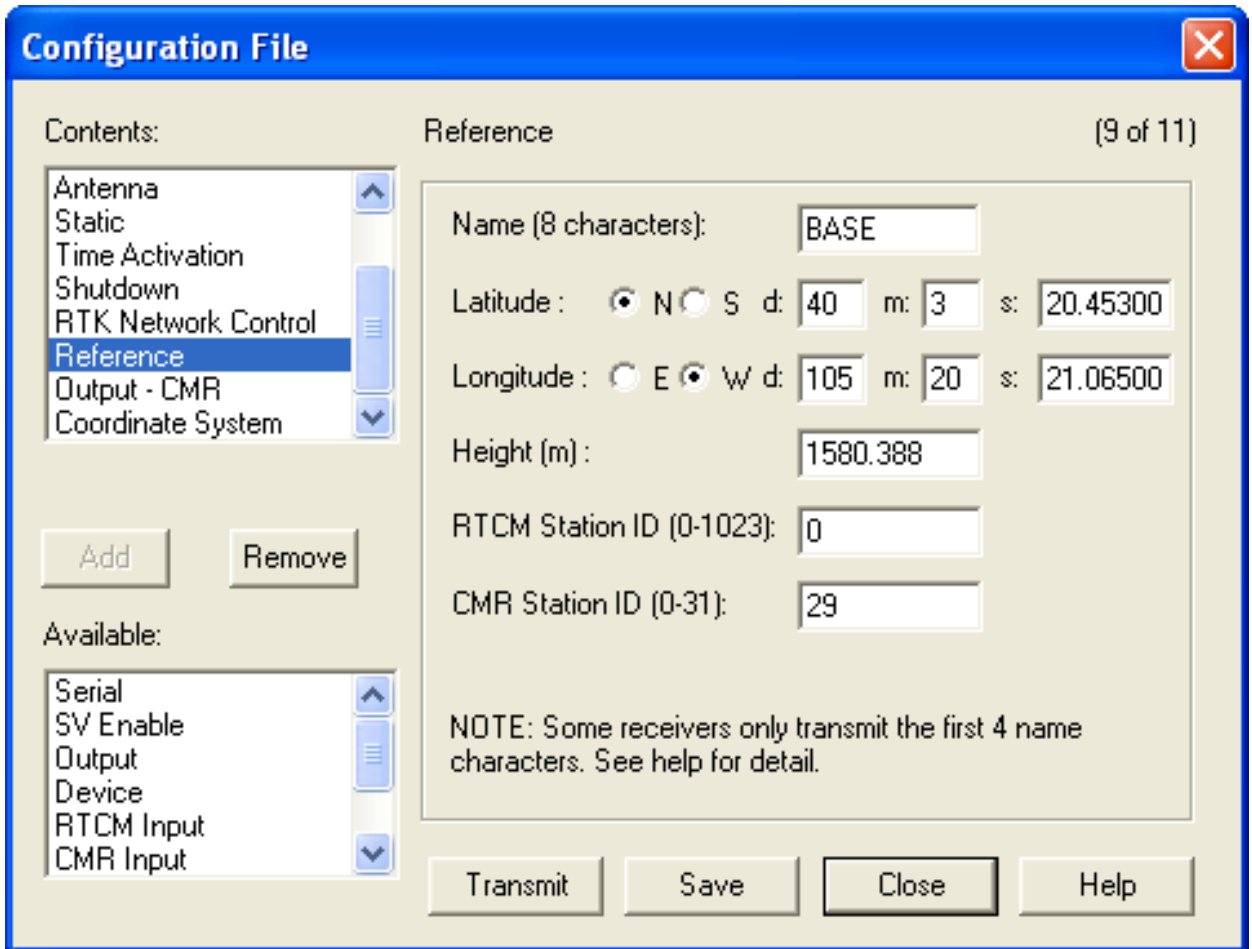 Configuration File
Contents:
Antenna
Static
Time Activation
Shutdown
RTK Network Control
Reference
Output - CMR
Coordinate System
Add
Remove
Available:
Serial
SV Enable
Output
Device
RTCM Input
CMR Input
Reference (9 of 11)
Name (8 characters): BASE
Latitude : N S d: 40 m: 3 s: 20.45300
Longitude : E W d: 105 m: 20 s: 21.06500
Height (m) : 1580.388
RTCM Station ID (0-1023): 0
CMR Station ID (0-31): 29
NOTE: Some receivers only transmit the first 4 name
characters. See help for detail.
Transmit Save Close Help